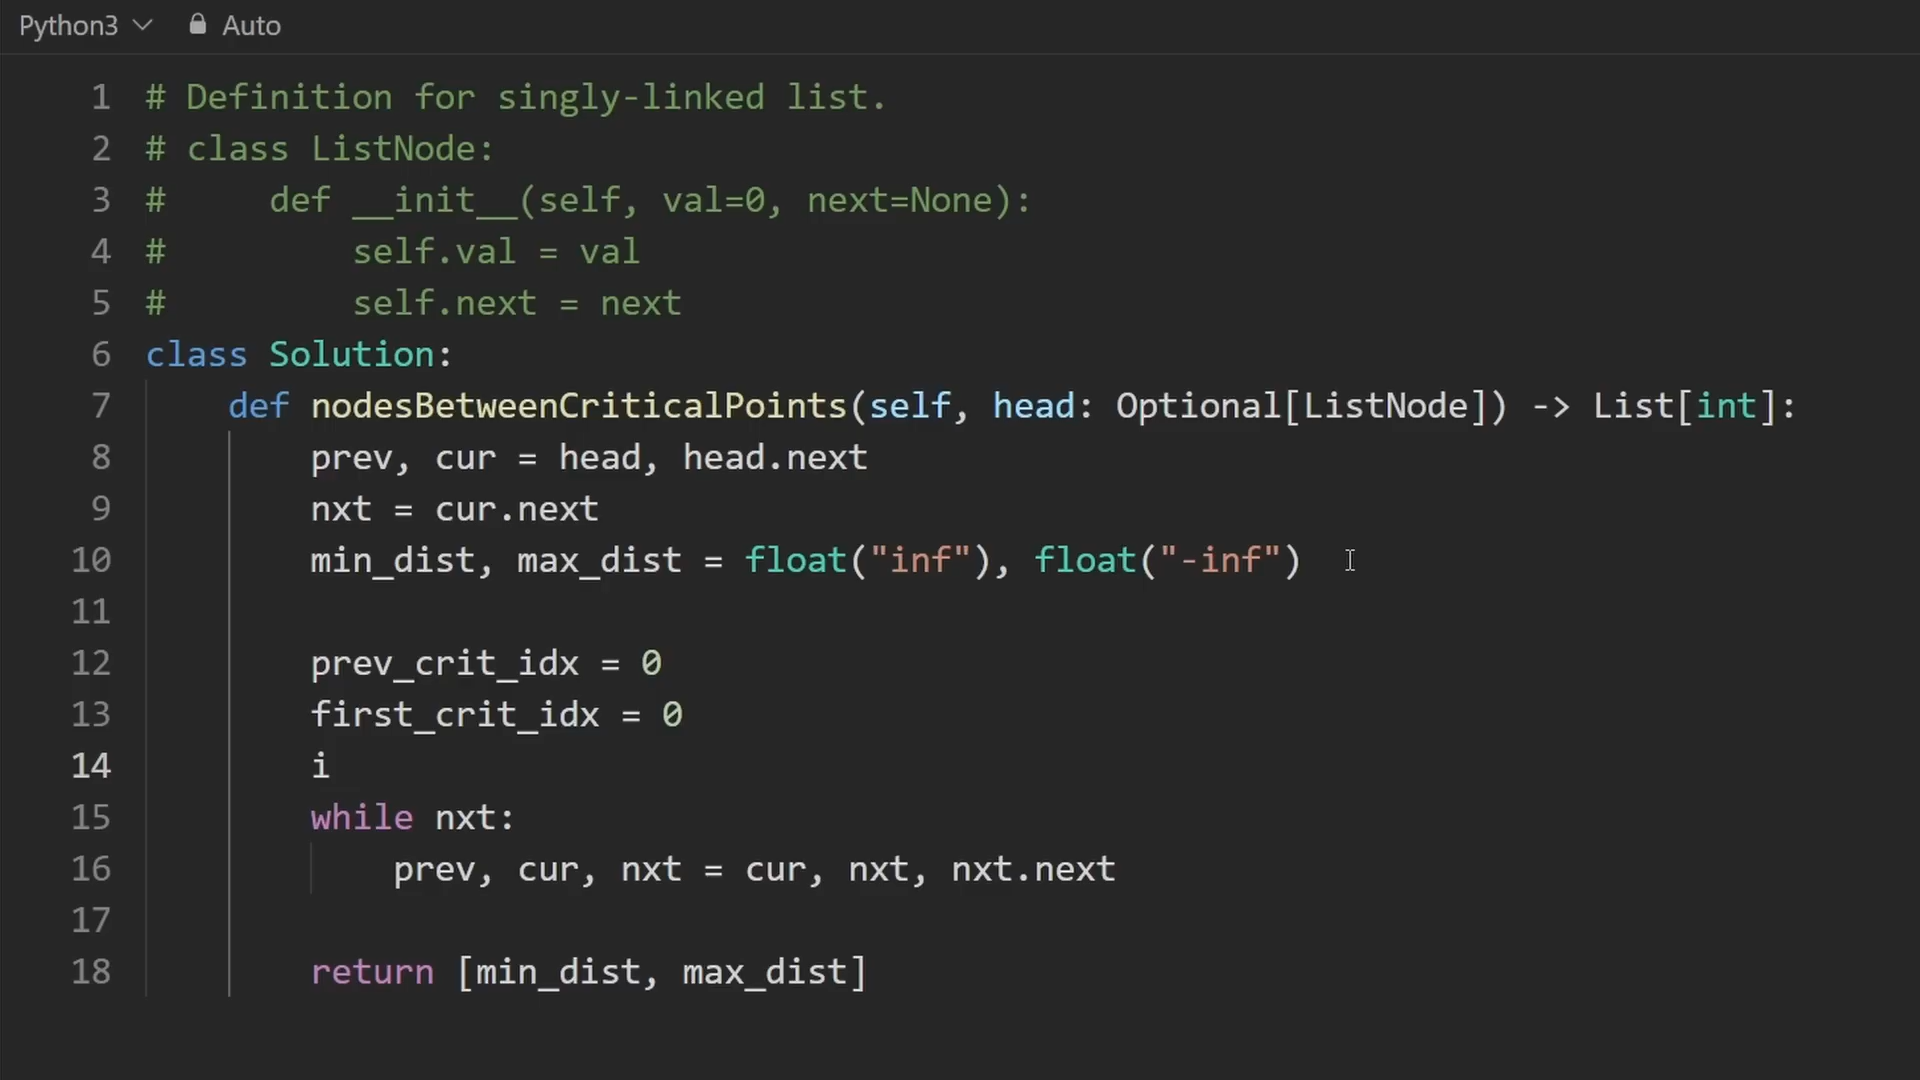 Python3 Auto
1 # Definition for singly-linked list.
2 # class ListNode:
3 #     def __init__(self, val=0, next=None):
4 #         self.val = val
5 #         self.next = next
6 class Solution:
7     def nodesBetweenCriticalPoints(self, head: Optional[ListNode]) -> List[int]:
8         prev, cur = head, head.next
9         nxt = cur.next
10         min_dist, max_dist = float("inf"), float("-inf")
11
12         prev_crit_idx = 0
13         first_crit_idx = 0
14         i
15         while nxt:
16             prev, cur, nxt = cur, nxt, nxt.next
17
18         return [min_dist, max_dist]